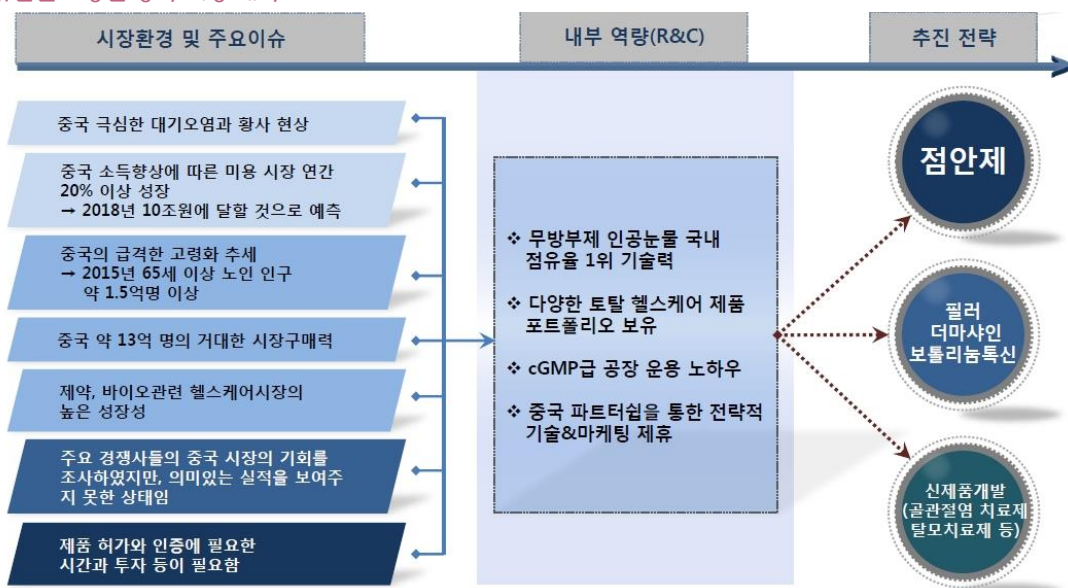 시장환경 및 주요이슈
내부 역량(R&C)
추진 전략
중국 극심한 대기오염과 황사 현상
중국 소득향상에 따른 미용 시장 연간
20% 이상 성장
→ 2018년 10조원에 달할 것으로 예측
중국의 급격한 고령화 추세
→ 2015년 65세 이상 노인 인구
약 1.5억명 이상
중국 약 13억 명의 거대한 시장구매력
제약, 바이오관련 헬스케어시장의
높은 성장성
주요 경쟁사들의 중국 시장의 기회를
조사하였지만, 의미있는 실적을 보여주
지 못한 상태임
제품 허가와 인증에 필요한
시간과 투자 등이 필요함
❖ 무방부제 인공눈물 국내
점유율 1위 기술력
❖ 다양한 토탈 헬스케어 제품
포트폴리오 보유
❖ cGMP급 공장 운용 노하우
❖ 중국 파트터쉽을 통한 전략적
기술&마케팅 제휴
점안제
필러
더마샤인
보톨리눔톡신
신제품개발
(골관절염 치료제
탈모치료제 등)